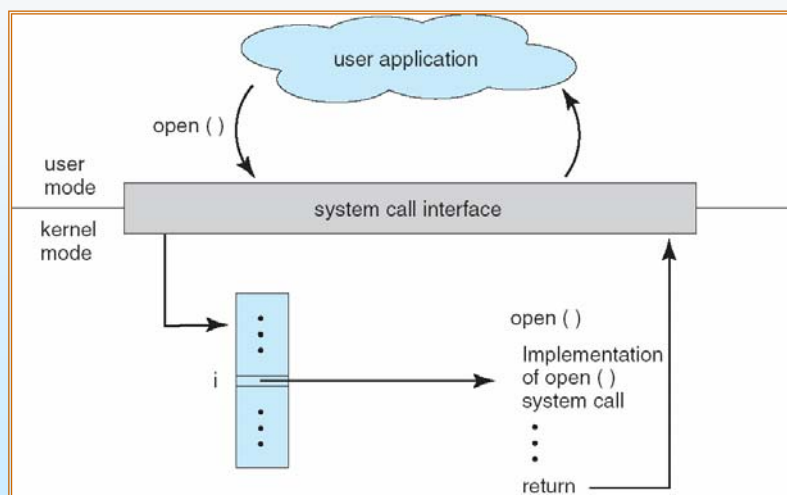 user application
open ( )
user
mode
system call interface
kernel
mode
open ( )
i
Implementation
of open ( )
system call
return